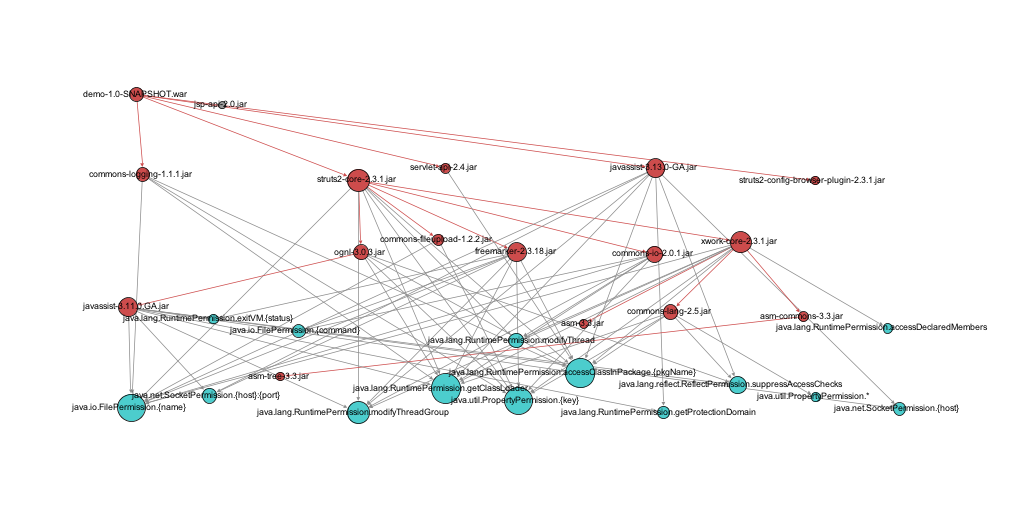 demo-1.0-SNAPSHOT.war
jsp-api-2.0.jar
servlet-api-2.4.jar
javassist-3.13.0-GA.jar
commons-logging-1.1.1.jar
struts2-core-2.3.1.jar
struts2-config-browser-plugin-2.3.1.jar
commons-fileupload-1.2.2.jar
xwork-core-2.3.1.jar
ognl-3.0.3.jar
freemarker-2.3.18.jar
commons-io-2.0.1.jar
javassist-3.11.0.GA.jar
commons-lang-2.5.jar
java.lang.RuntimePermission.exitVM.{status}
asm-commons-3.3.jar
asm-3.3.jar
java.io.FilePermission.{command}
java.lang.RuntimePermission.accessDeclaredMembers
java.lang.RuntimePermission.modifyThread
java.lang.RuntimePermission.accessClassInPackage.{pkgName}
asm-tree-3.3.jar
java.lang.reflect.ReflectPermission.suppressAccessChecks
java.lang.RuntimePermission.getClassLoader
java.net.SocketPermission.{host}:{port}
java.util.PropertyPermission.*
java.util.PropertyPermission.{key}
java.io.FilePermission.{name}
java.net.SocketPermission.{host}
java.lang.RuntimePermission.modifyThreadGroup
java.lang.RuntimePermission.getProtectionDomain